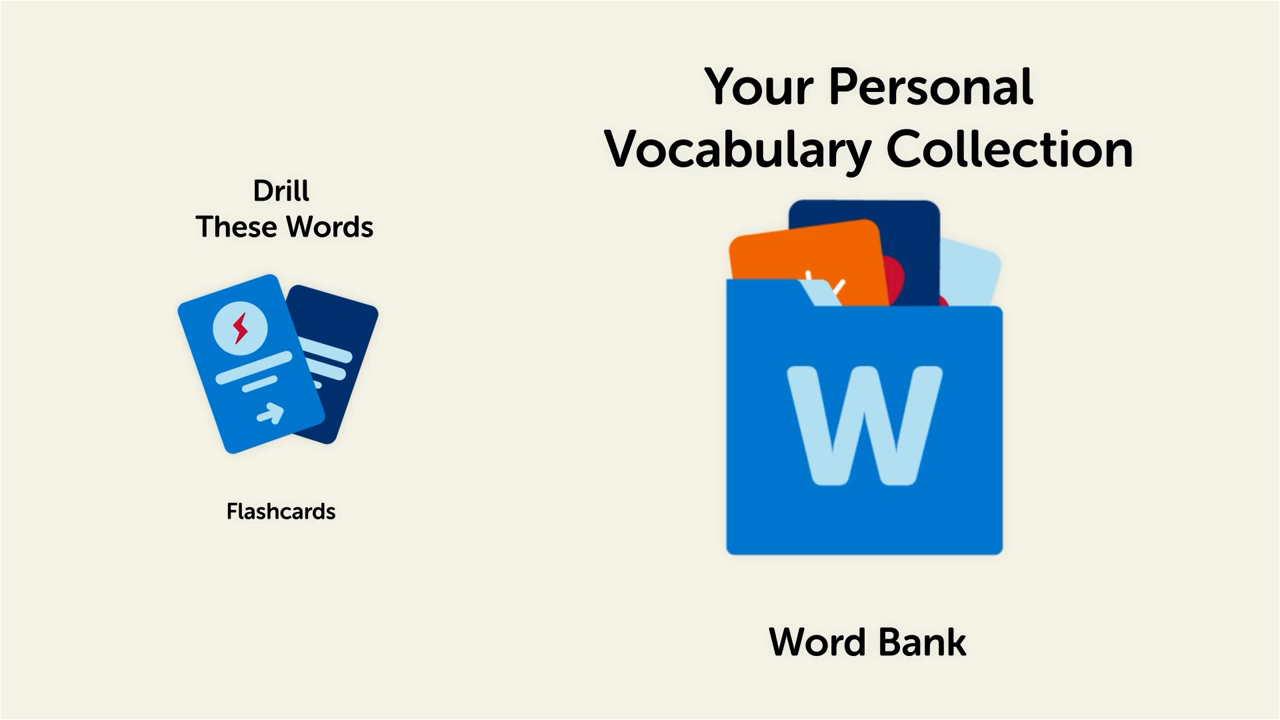 Drill
These Words
Flashcards
Your Personal
Vocabulary Collection
W
Word Bank